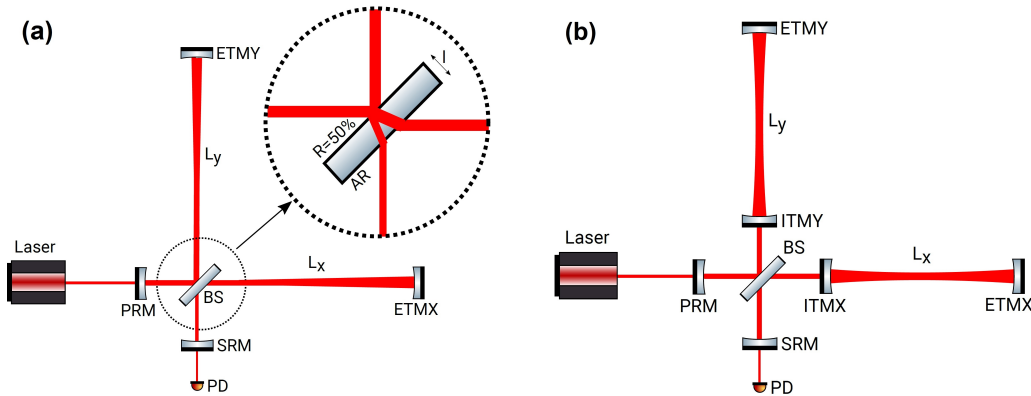 (a)
ETMY
l
R=50%
AR
Ly
Laser
Lx
PRM
BS
ETMX
SRM
PD
(b)
ETMY
Ly
ITMY
Laser
BS
Lx
PRM
ITMX
ETMX
SRM
PD